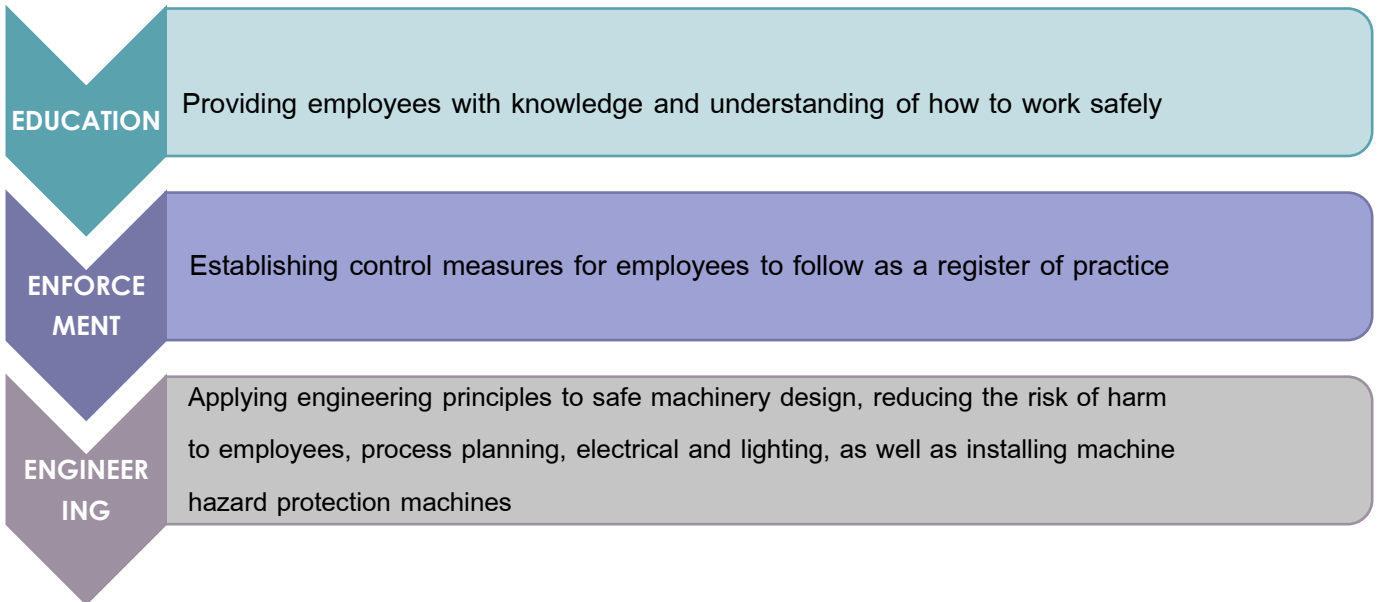 EDUCATION
Providing employees with knowledge and understanding of how to work safely
ENFORCE
MENT
Establishing control measures for employees to follow as a register of practice
ENGINEER
ING
Applying engineering principles to safe machinery design, reducing the risk of harm
to employees, process planning, electrical and lighting, as well as installing machine
hazard protection machines